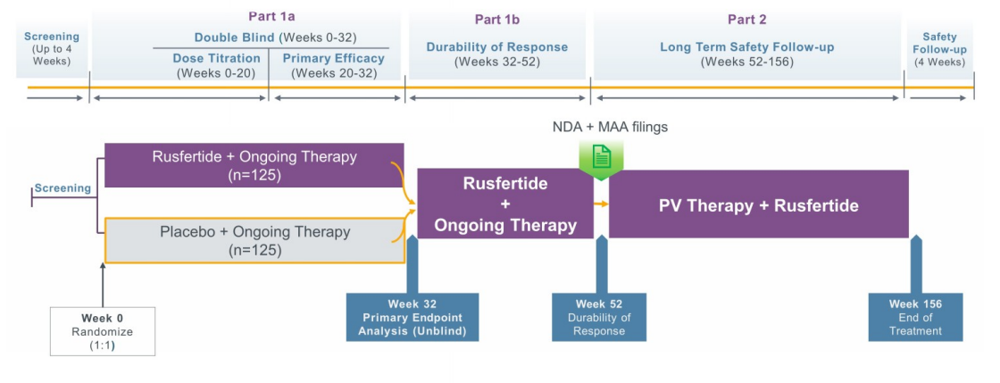 Part 1a
Part 1b
Part 2
Screening
(Up to 4
Weeks)
Double Blind (Weeks 0-32)
Dose Titration
(Weeks 0-20)
Primary Efficacy
(Weeks 20-32)
Durability of Response
(Weeks 32-52)
Long Term Safety Follow-up
(Weeks 52-156)
Safety
Follow-up
(4 Weeks)
NDA + MAA filings
Screening
Rusfertide + Ongoing Therapy
(n=125)
Placebo + Ongoing Therapy
(n=125)
Rusfertide
+
Ongoing Therapy
PV Therapy + Rusfertide
Week 0
Randomize
(1:1)
Week 32
Primary Endpoint
Analysis (Unblind)
Week 52
Durability of
Response
Week 156
End of
Treatment